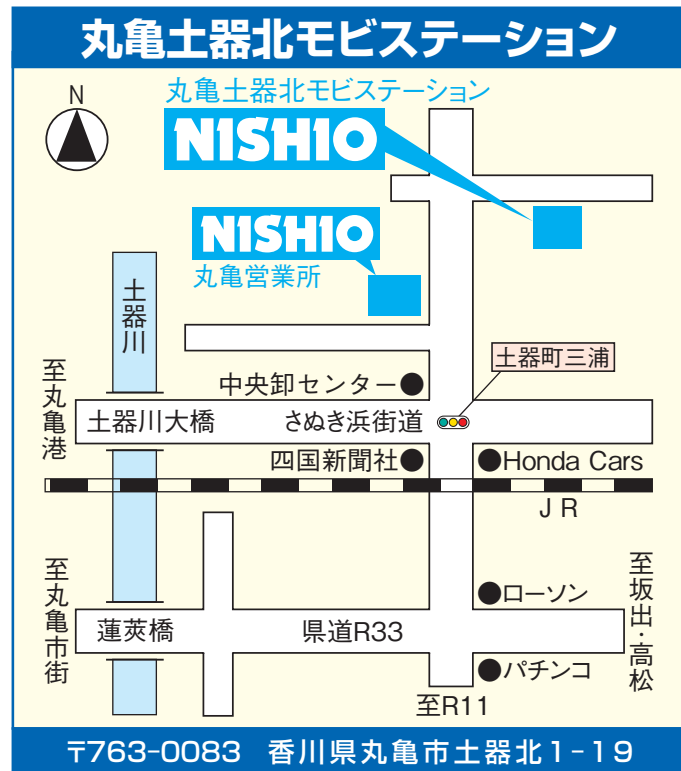 丸亀土器北モビステーション
N
丸亀土器北モビステーション
NISHIO
NISHIO
丸亀営業所
土器川
土器町三浦
至丸亀港
中央卸センター
土器川大橋
さぬき浜街道
四国新聞社
Honda Cars
JR
至丸亀市街
ローソン
至坂出・高松
蓬莢橋
県道R33
パチンコ
至R11
〒763-0083 香川県丸亀市土器北1-19